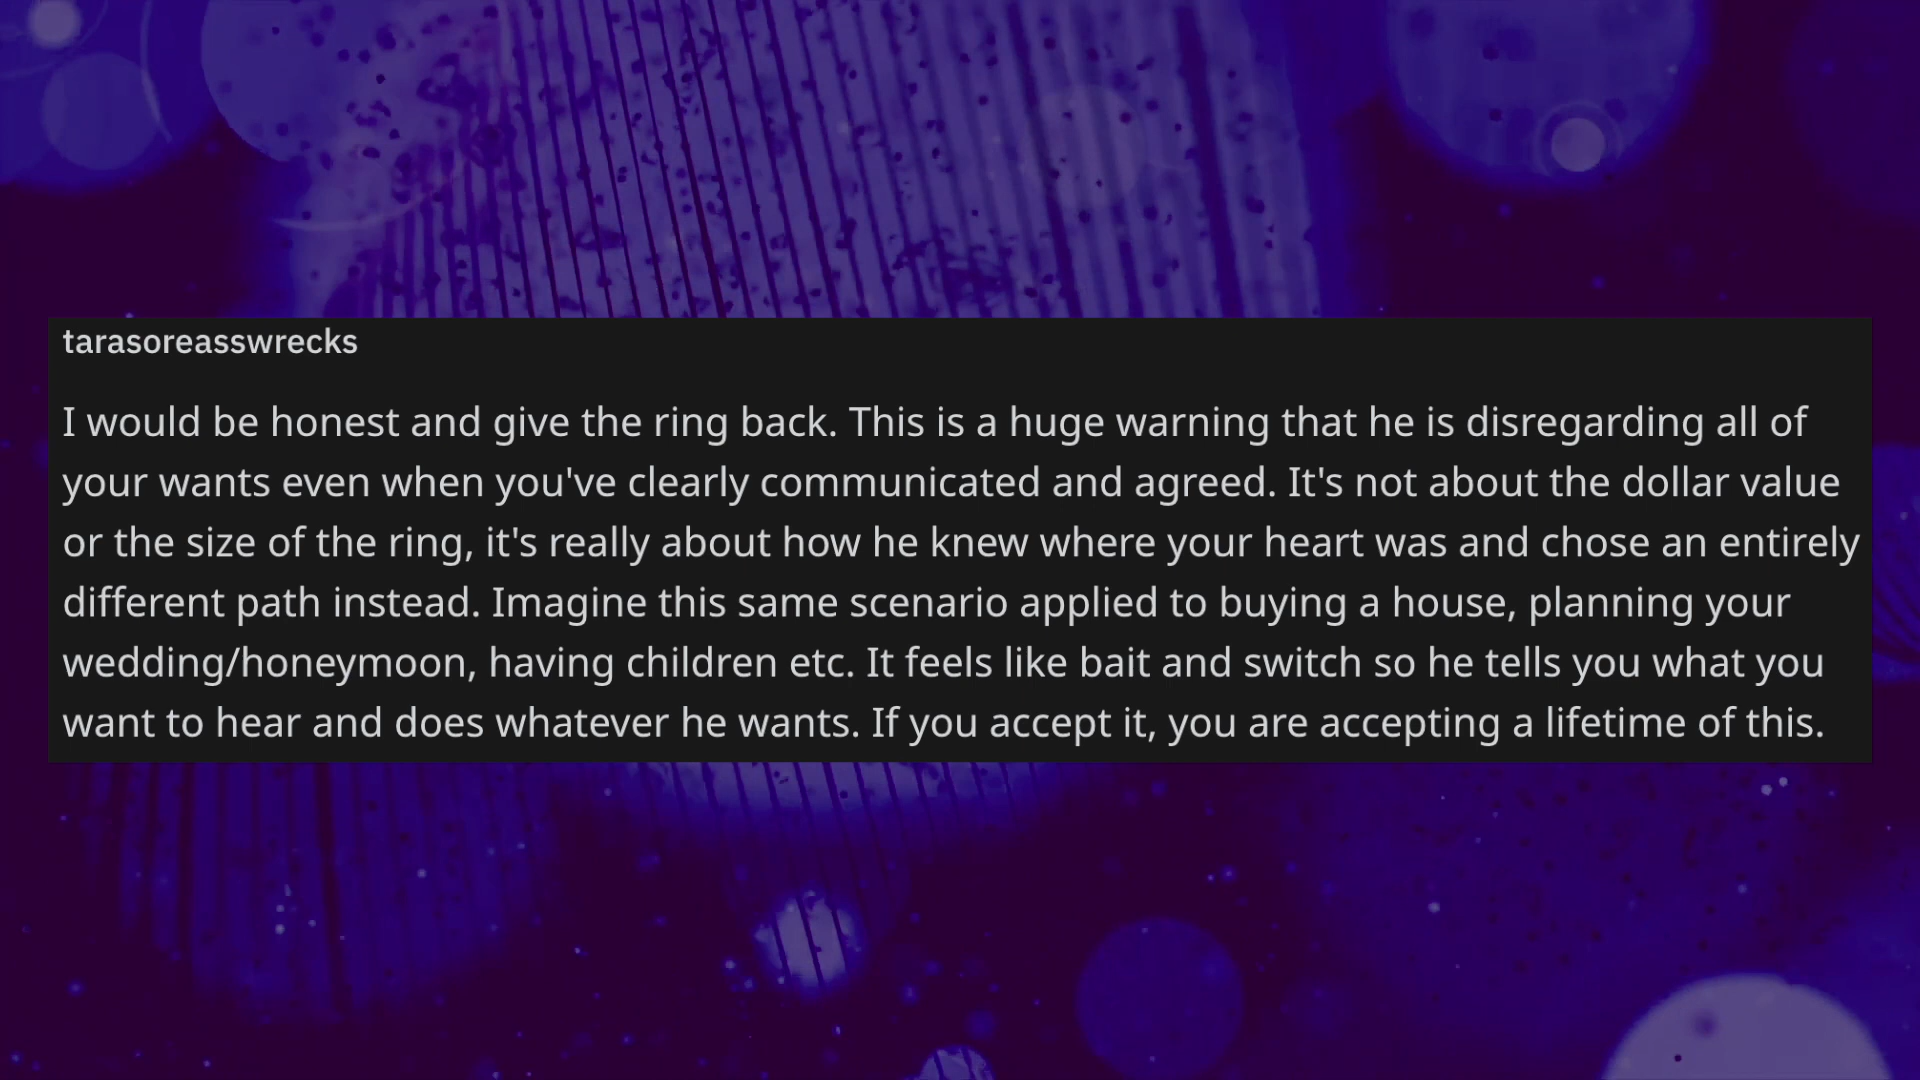 tarasoreasswrecks
I would be honest and give the ring back. This is a huge warning that he is disregarding all of
your wants even when you've clearly communicated and agreed. It's not about the dollar value
or the size of the ring, it's really about how he knew where your heart was and chose an entirely
different path instead. Imagine this same scenario applied to buying a house, planning your
wedding/honeymoon, having children etc. It feels like bait and switch so he tells you what you
want to hear and does whatever he wants. If you accept it, you are accepting a lifetime of this.